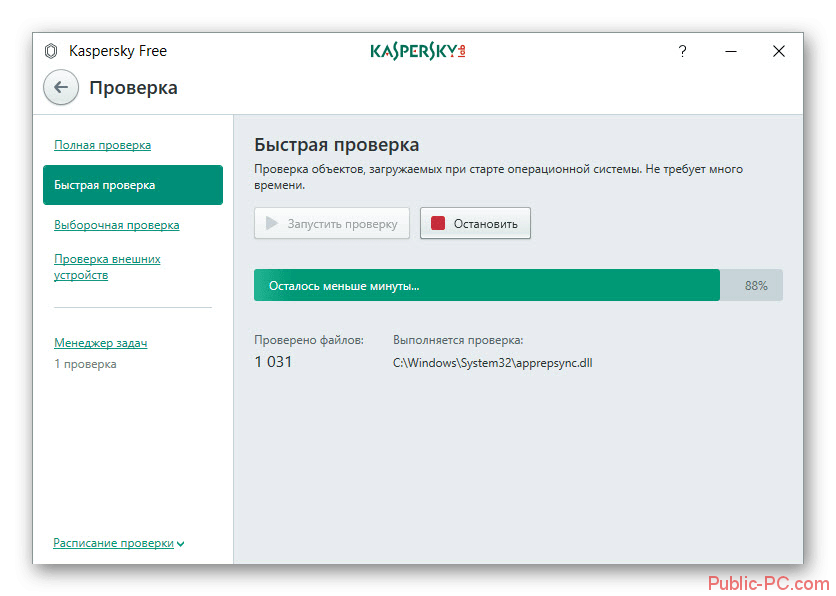 Kaspersky Free
KASPERSKY lab
?
Проверка
Полная проверка
Быстрая проверка
Выборочная проверка
Проверка внешних
устройств
Менеджер задач
1 проверка
Расписание проверки
Быстрая проверка
Проверка объектов, загружаемых при старте операционной системы. Не требует много
времени.
Запустить проверку
Остановить
Осталось меньше минуты...
88%
Проверено файлов:
1 031
Выполняется проверка:
C:\Windows\System32\apprepsync.dll
Public-PC.com